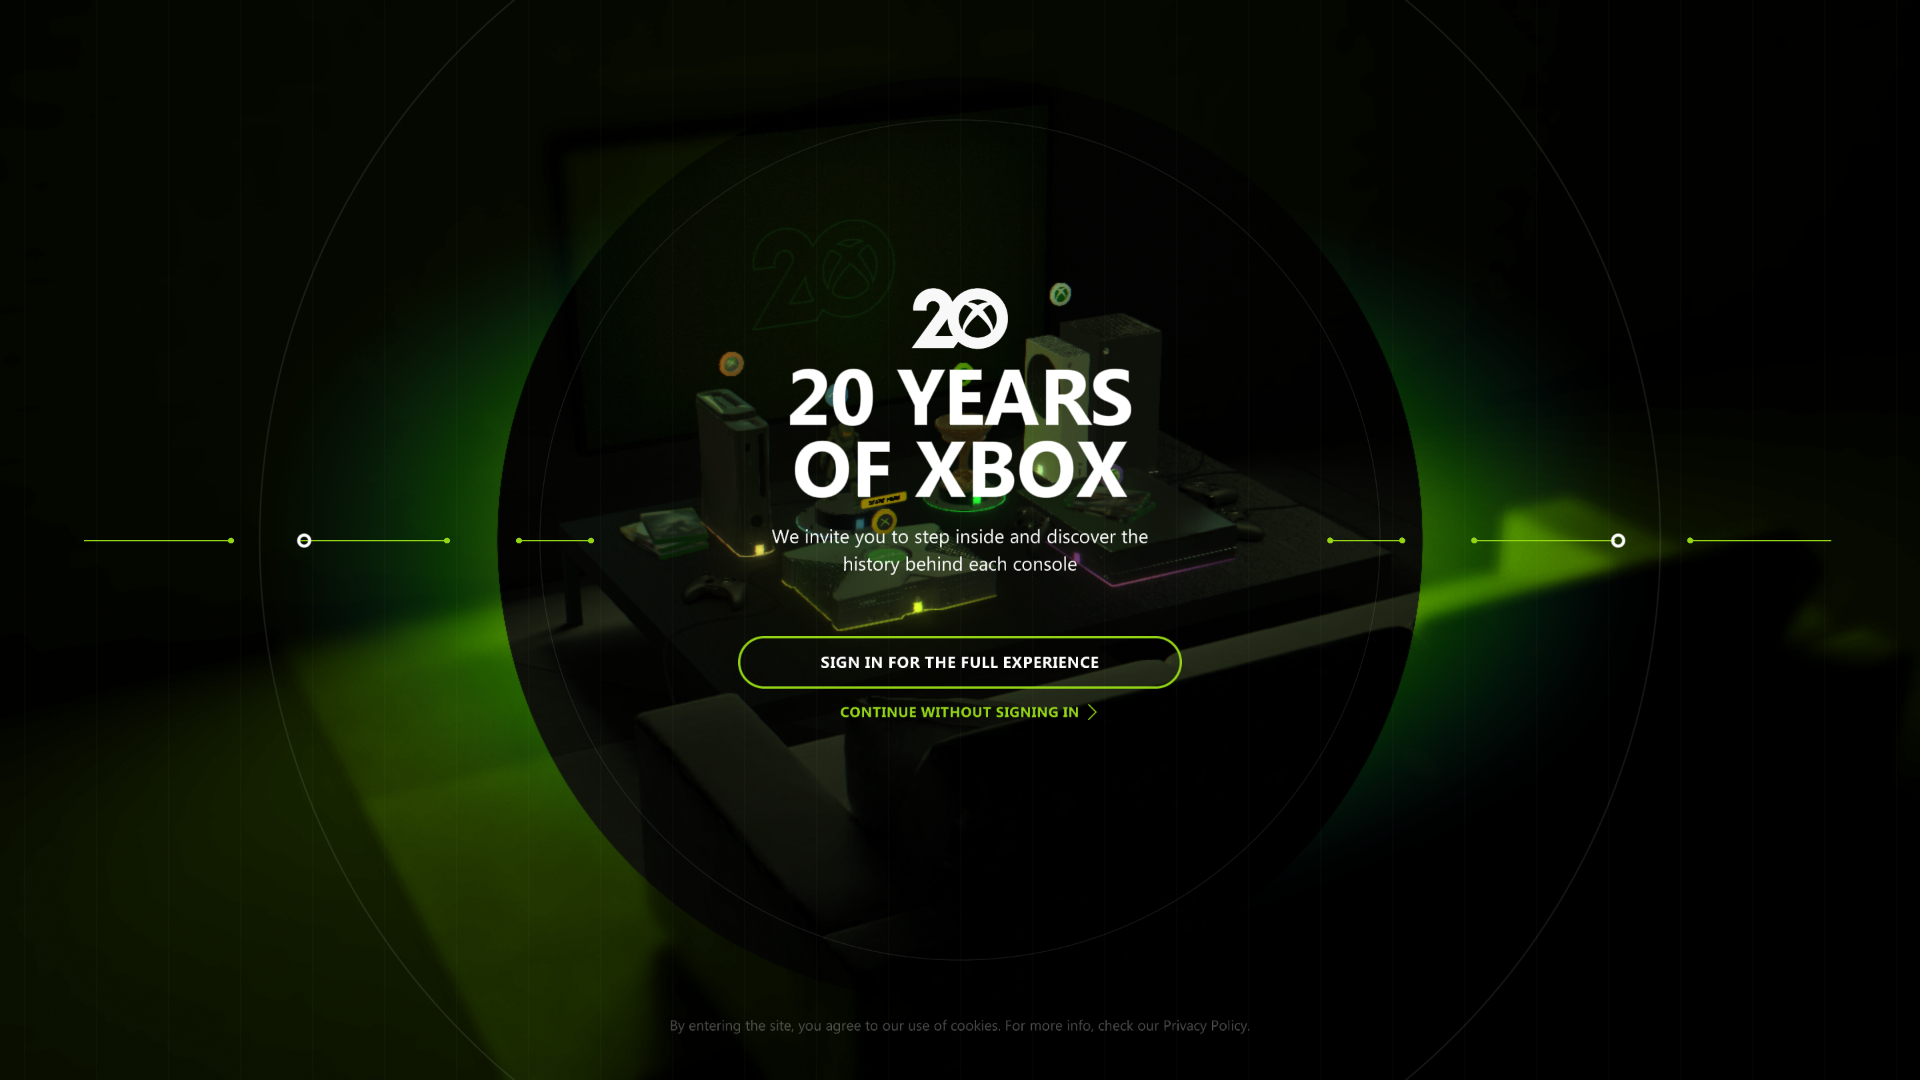 20
20
20 YEARS
OF XBOX
We invite you to step inside and discover the
history behind each console
SIGN IN FOR THE FULL EXPERIENCE
CONTINUE WITHOUT SIGNING IN
By entering the site, you agree to our use of cookies. For more info, check our Privacy Policy.